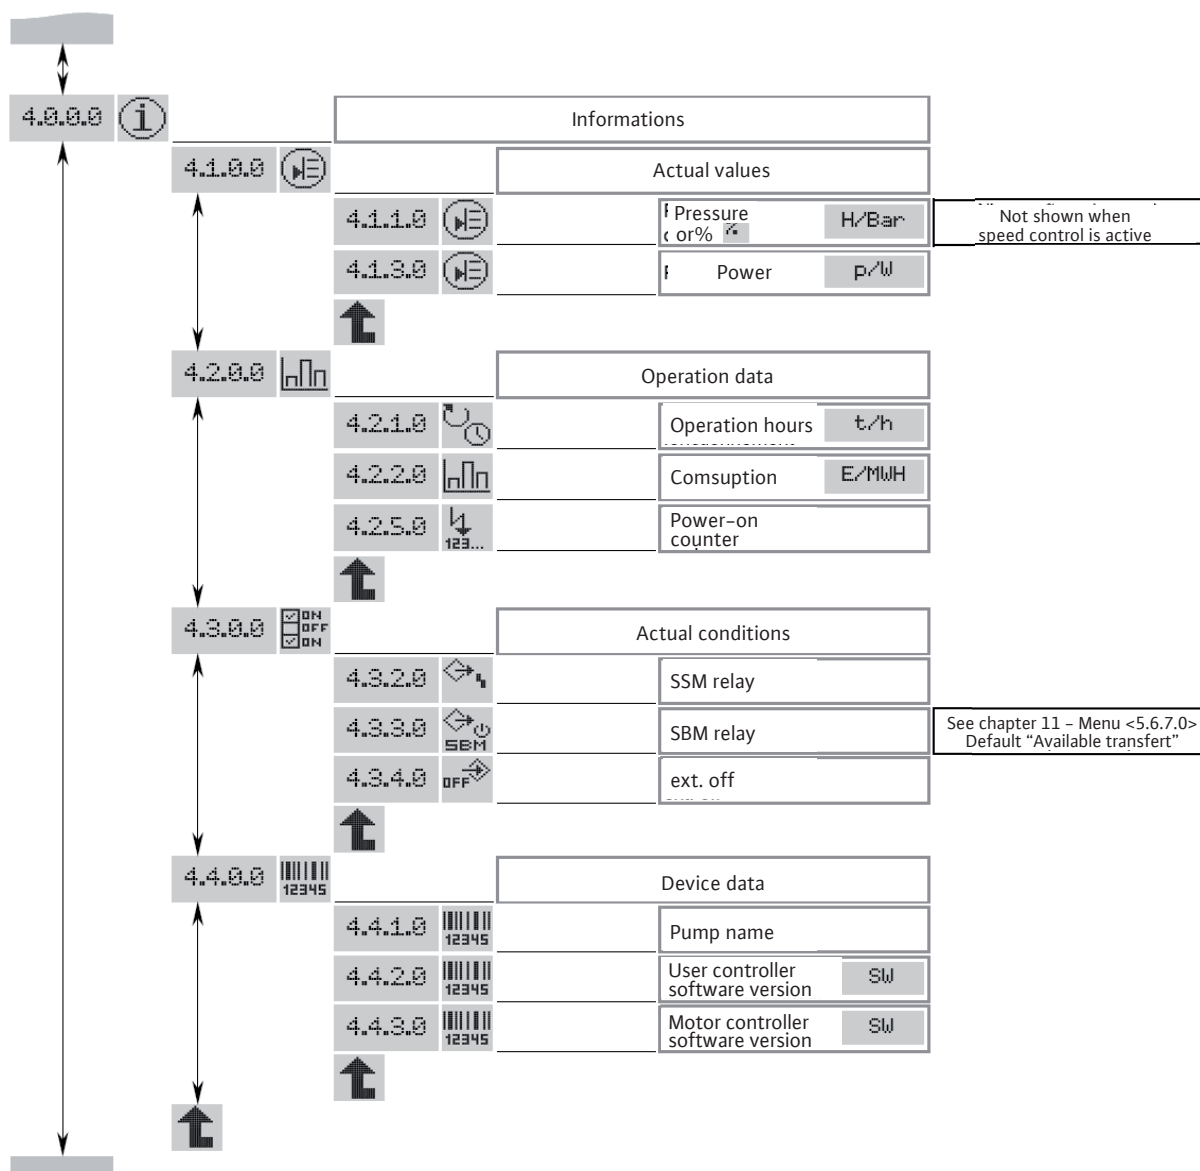 4.0.0.0
Informations
4.1.0.0
Actual values
4.1.1.0
Pressure
or% %
H/Bar
Not shown when
speed control is active
4.1.3.0
Power
p/W
4.2.0.0
Operation data
4.2.1.0
Operation hours
t/h
4.2.2.0
Comsuption
E/MWH
4.2.5.0
123...
Power-on
counter
4.3.0.0
ON
OFF
ON
Actual conditions
4.3.2.0
SSM relay
4.3.3.0
SBM
SBM relay
See chapter 11 – Menu <5.6.7.0>
Default “Available transfert”
4.3.4.0
OFF
ext. off
4.4.0.0
12345
Device data
4.4.1.0
12345
Pump name
4.4.2.0
12345
User controller
software version
SW
4.4.3.0
12345
Motor controller
software version
SW